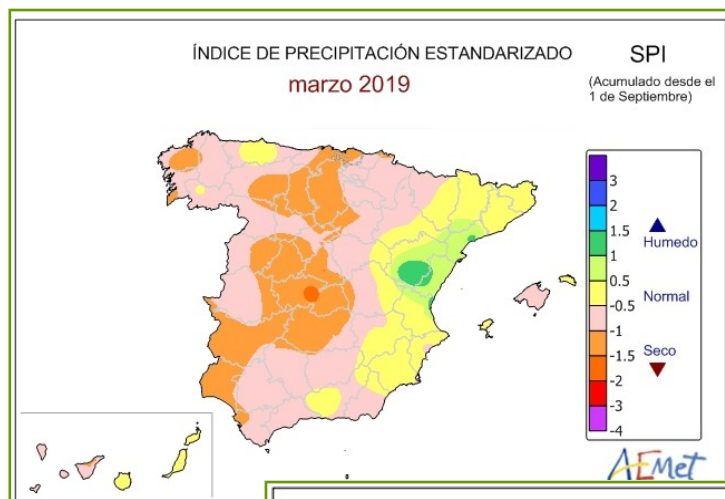 ÍNDICE DE PRECIPITACIÓN ESTANDARIZADO
marzo 2019
SPI
(Acumulado desde el
1 de Septiembre)
3
2
1.5
1
0.5
-0.5
-1
-1.5
-2
-3
-4
Humedo
Normal
Seco
AEMet